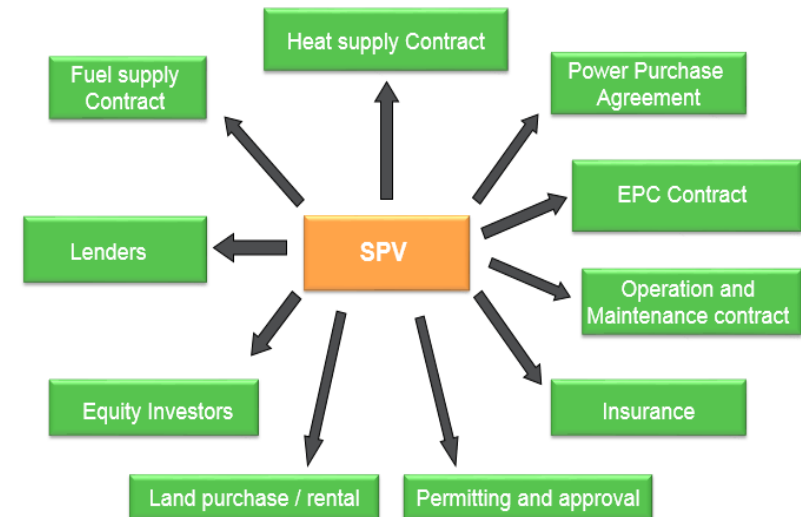 Heat supply Contract
Fuel supply
Contract
Power Purchase
Agreement
EPC Contract
Lenders
SPV
Operation and
Maintenance contract
Equity Investors
Insurance
Land purchase / rental
Permitting and approval